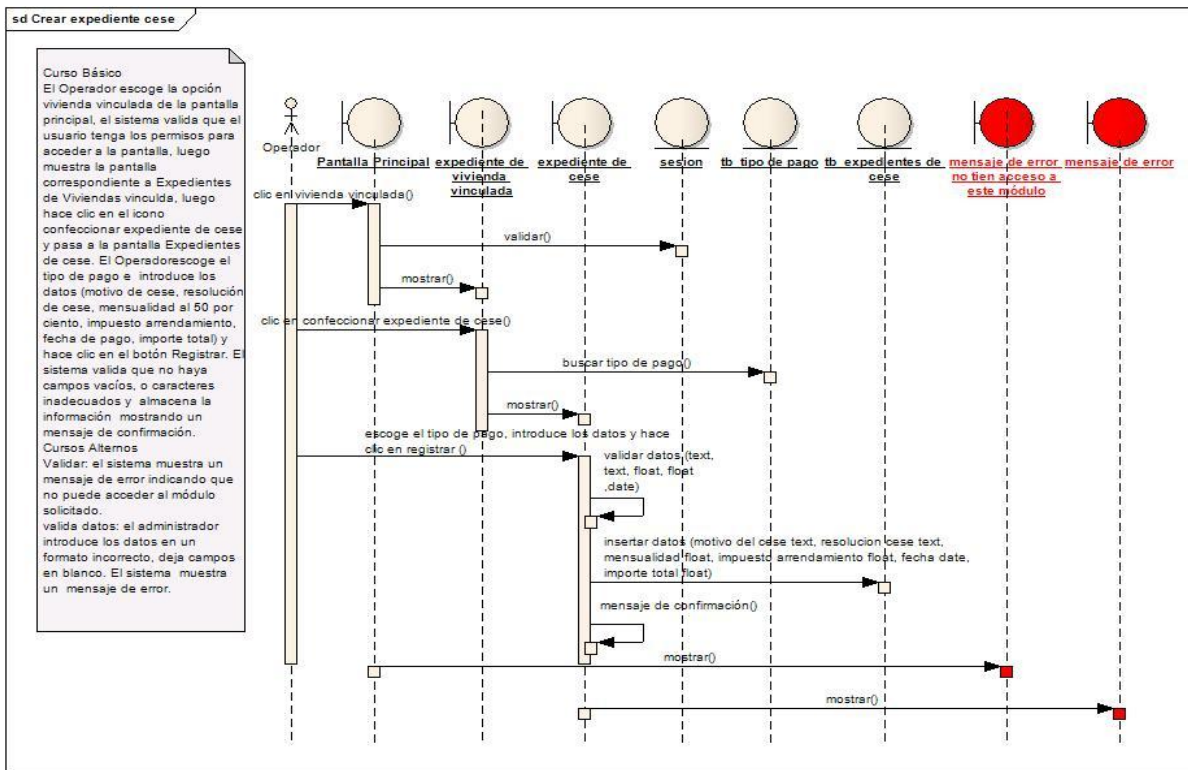 sd Crear expediente cese
Curso Básico
El Operador escoge la opción
vivienda vinculada de la pantalla
principal, el sistema valida que el
usuario tenga los permisos para
acceder a la pantalla, luego
muestra la pantalla
correspondiente a Expedientes
de Viviendas vinculda, luego
hace clic en el icono
confeccionar expediente de cese
y pasa a la pantalla Expedientes
de cese. El Operadorescoge el
tipo de pago e introduce los
datos (motivo de cese, resolución
de cese, mensualidad al 50 por
ciento, impuesto arrendamiento,
fecha de pago, importe total) y
hace clic en el botón Registrar. El
sistema valida que no haya
campos vacíos, o caracteres
inadecuados y almacena la
información mostrando un
mensaje de confirmación.
Cursos Alternos
Validar: el sistema muestra un
mensaje de error indicando que
no puede acceder al módulo
solicitado.
valida datos: el administrador
introduce los datos en un
formato incorrecto, deja campos
en blanco. El sistema muestra
un mensaje de error.
Operador
Pantalla Principal
expediente de
vivienda
vinculada
expediente de
cese
sesion
tb_tipo de pago
tb_expedientes de
cese
mensaje de error
no tien acceso a
este módulo
mensaje de error
clic en vivienda vinculada()
validar()
mostrar()
clic en confeccionar expediente de cese()
buscar tipo de pago()
mostrar()
escoge el tipo de pago, introduce los datos y hace
clic en registrar ()
validar datos (text,
text, float, float
,date)
insertar datos (motivo del cese text, resolucion cese text,
mensualidad float, impuesto arrendamiento float, fecha date,
importe total float)
mensaje de confirmación()
mostrar()
mostrar()